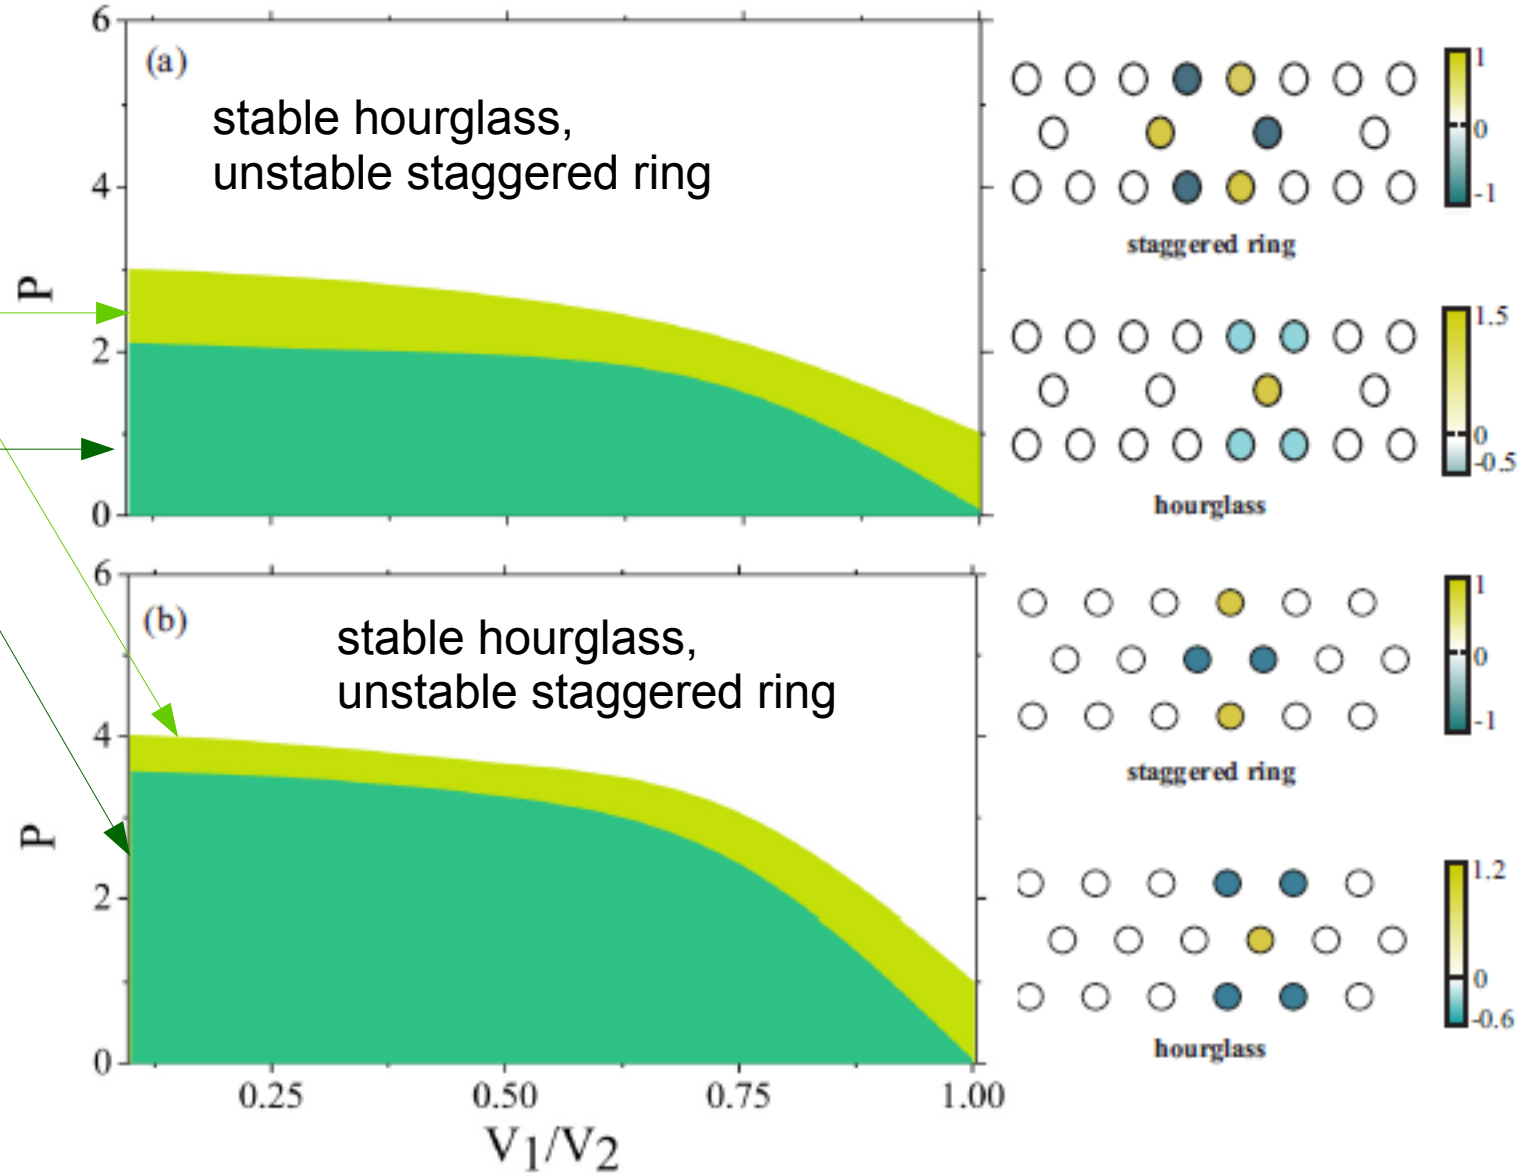 6
(a)
stable hourglass,
unstable staggered ring
4
P
2
0
1
0
-1
staggered ring
1.5
0
-0.5
hourglass
6
(b)
stable hourglass,
unstable staggered ring
4
P
2
0
0.25 0.50 0.75 1.00
V1/V2
1
0
-1
staggered ring
1.2
0
-0.6
hourglass